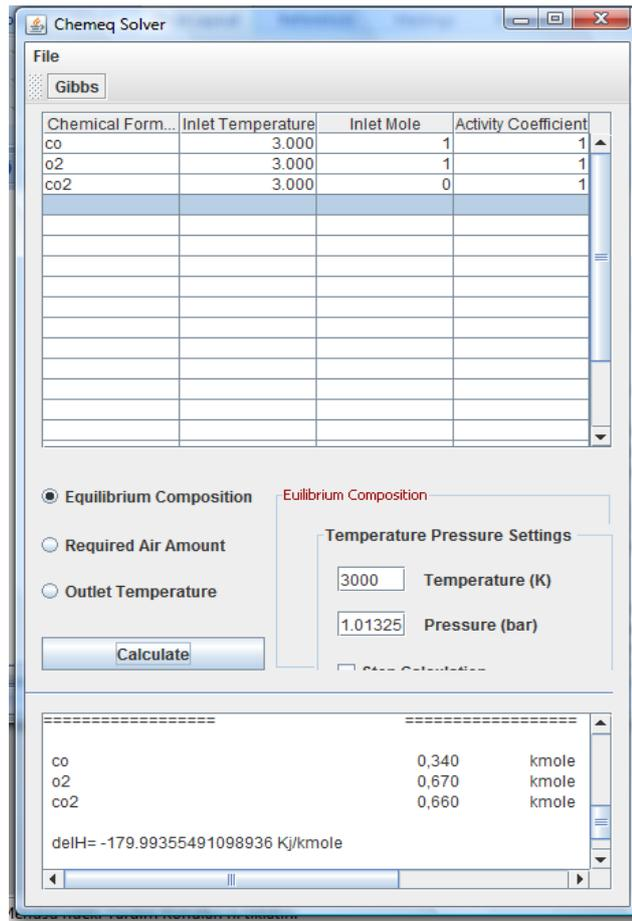 Chemeq Solver
File
Gibbs
Chemical Form... Inlet Temperature Inlet Mole Activity Coefficient
co 3.000 1 1
o2 3.000 1 1
co2 3.000 0 1
Equilibrium Composition
Required Air Amount
Outlet Temperature
Calculate
Euilibrium Composition
Temperature Pressure Settings
3000 Temperature (K)
1.01325 Pressure (bar)
================= =================
co 0,340 kmole
o2 0,670 kmole
co2 0,660 kmole
delH= -179.99355491098936 Kj/kmole